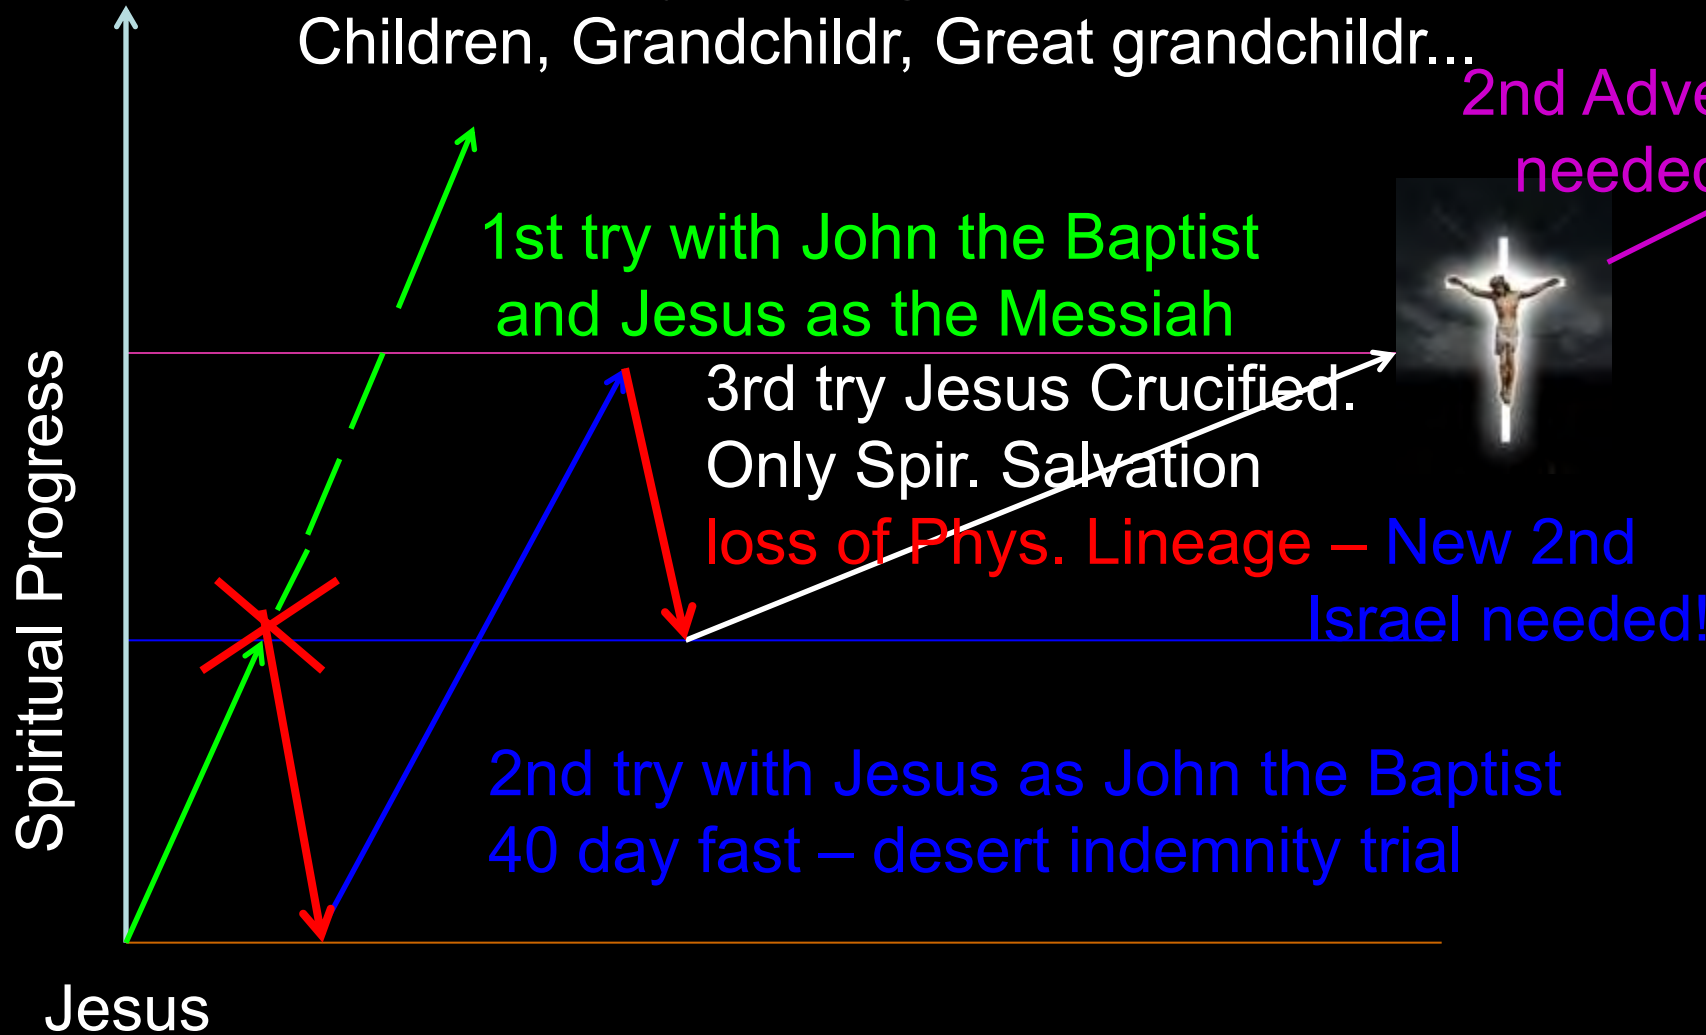 Children, Grandchildr, Great grandchildr...
2nd Adve
needed
1st try with John the Baptist
and Jesus as the Messiah
3rd try Jesus Crucified.
Only Spir. Salvation
loss of Phys. Lineage – New 2nd
Israel needed!
2nd try with Jesus as John the Baptist
40 day fast – desert indemnity trial
Spiritual Progress
Jesus